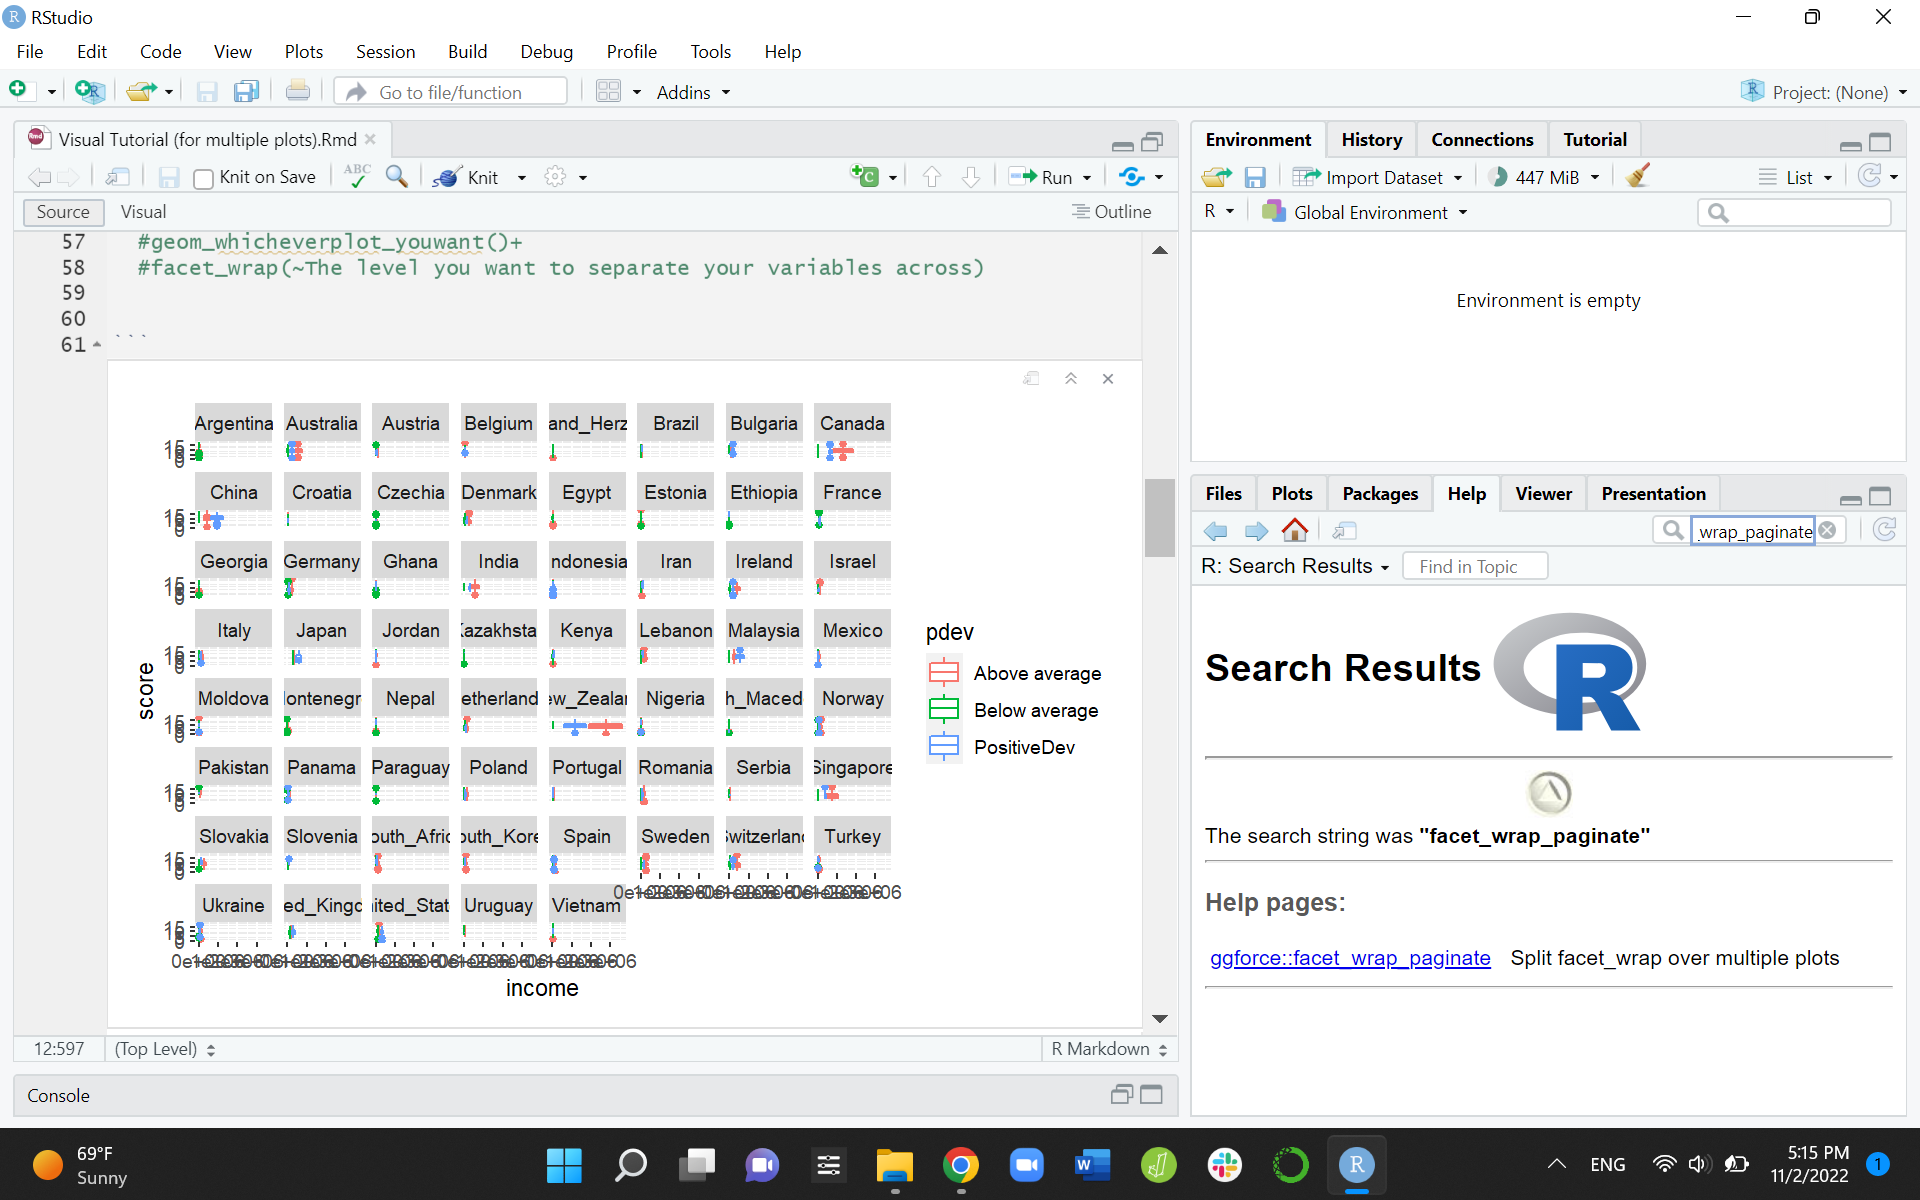 RStudio
File Edit Code View Plots Session Build Debug Profile Tools Help
Go to file/function Addins Project: (None)
Visual Tutorial (for multiple plots).Rmd
Knit on Save ABC Knit Run
Source Visual Outline
57 #geom_whicheverplot_youwant()+
58 #facet_wrap(~The level you want to separate your variables across)
59
60
61 ```
Argentina Australia Austria Belgium and_Herz Brazil Bulgaria Canada
China Croatia Czechia Denmark Egypt Estonia Ethiopia France
Georgia Germany Ghana India ndonesia Iran Ireland Israel
Italy Japan Jordan Kazakhsta Kenya Lebanon Malaysia Mexico
Moldova lontenegr Nepal etherland ew_Zealan Nigeria h_Maced Norway
Pakistan Panama Paraguay Poland Portugal Romania Serbia Singapore
Slovakia Slovenia outh_Afric outh_Kore Spain Sweden Switzerland Turkey
Ukraine ed_Kingd nited_Stat Uruguay Vietnam
score
income
pdev
Above average
Below average
PositiveDev
12:597 (Top Level) R Markdown
Console
Environment History Connections Tutorial
Import Dataset 447 MiB List
R Global Environment
Environment is empty
Files Plots Packages Help Viewer Presentation
_wrap_paginate
R: Search Results Find in Topic
Search Results R
The search string was "facet_wrap_paginate"
Help pages:
ggforce::facet_wrap_paginate Split facet_wrap over multiple plots
69°F
Sunny
ENG
5:15 PM
11/2/2022
1